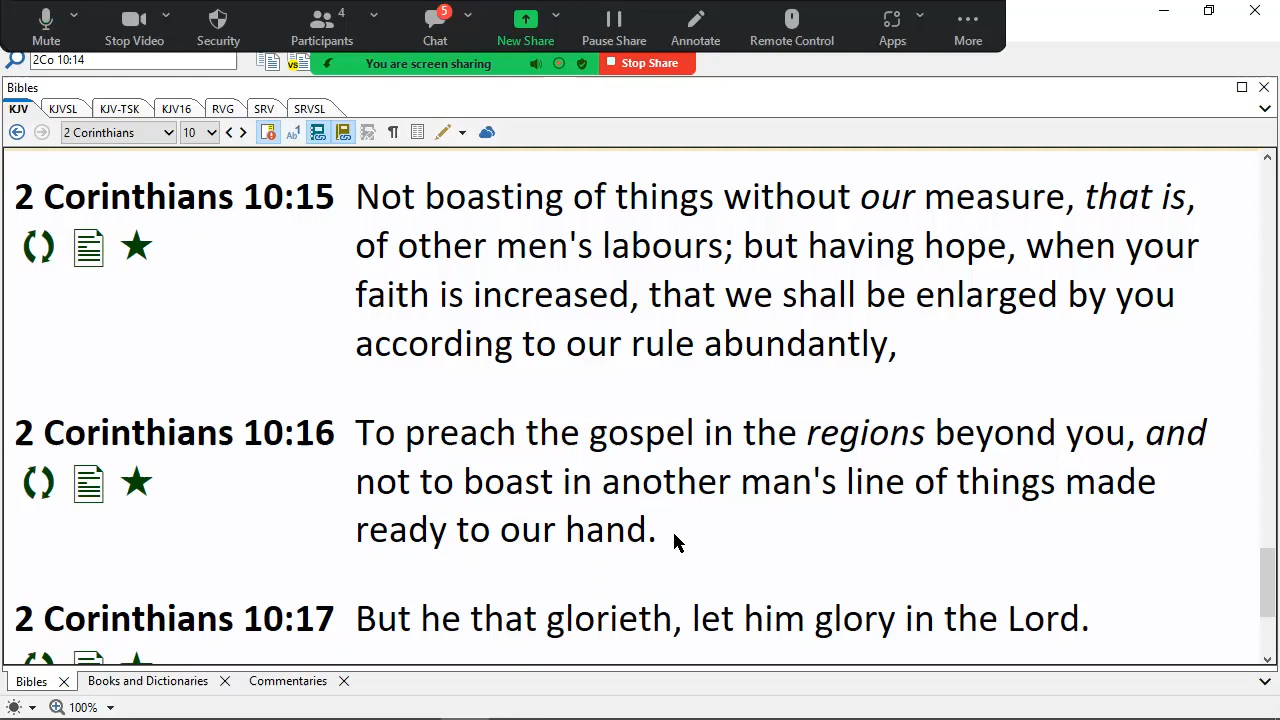 4 5
Mute Stop Video Security Participants Chat New Share Pause Share Annotate Remote Control Apps More
2Co 10:14 VS You are screen sharing Stop Share
Bibles
KJV KJVSL KJV-TSK KJV16 RVG SRV SRVSL
2 Corinthians 10 < > Ab¹ ¶
2 Corinthians 10:15 Not boasting of things without our measure, that is,
of other men's labours; but having hope, when your
faith is increased, that we shall be enlarged by you
according to our rule abundantly,
2 Corinthians 10:16 To preach the gospel in the regions beyond you, and
not to boast in another man's line of things made
ready to our hand.
2 Corinthians 10:17 But he that glorieth, let him glory in the Lord.
Bibles Books and Dictionaries Commentaries
100%